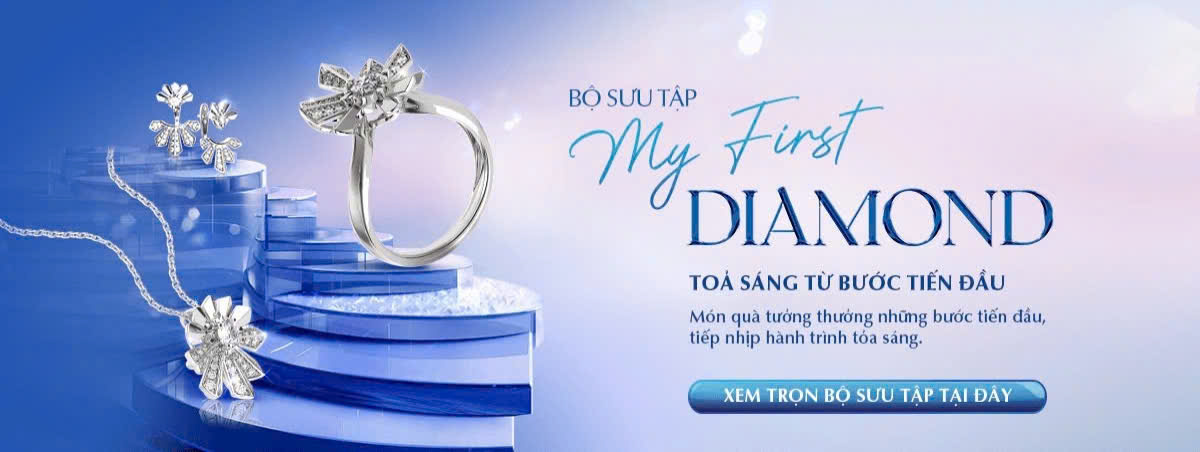 BỘ SƯU TẬP
My First
DIAMOND
TOẢ SÁNG TỪ BƯỚC TIẾN ĐẦU
Món quà tưởng thưởng những bước tiến đầu,
tiếp nhịp hành trình tỏa sáng.
XEM TRỌN BỘ SƯU TẬP TẠI ĐÂY